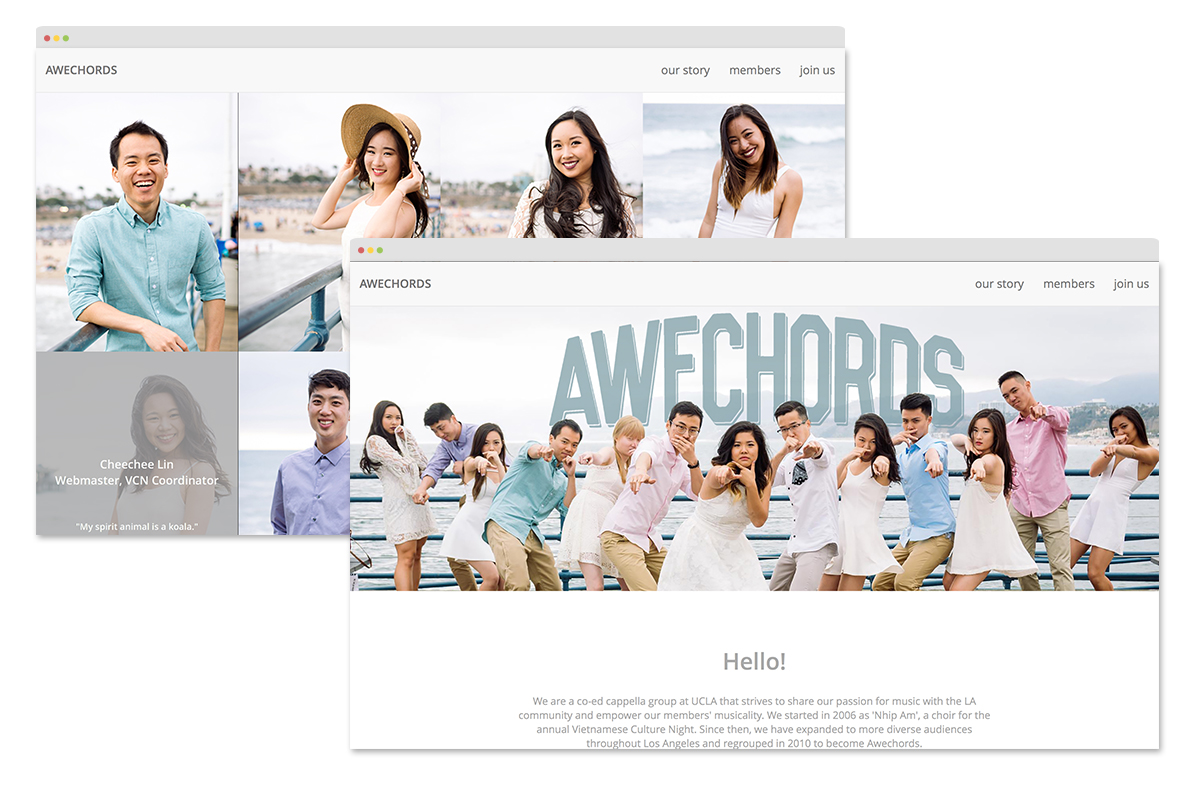 AWECHORDS
our story members join us
Cheechee Lin
Webmaster, VCN Coordinator
"My spirit animal is a koala."
AWECHORDS
our story members join us
AWECHORDS
Hello!
We are a co-ed cappella group at UCLA that strives to share our passion for music with the LA
community and empower our members' musicality. We started in 2006 as 'Nhip Am', a choir for the
annual Vietnamese Culture Night. Since then, we have expanded to more diverse audiences
throughout Los Angeles and regrouped in 2010 to become Awechords.